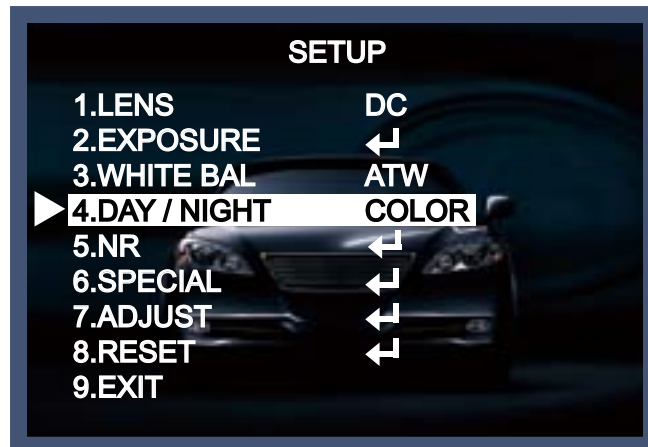 SETUP
1.LENS DC
2.EXPOSURE ↵
3.WHITE BAL ATW
4.DAY / NIGHT COLOR
5.NR ↵
6.SPECIAL ↵
7.ADJUST ↵
8.RESET ↵
9.EXIT